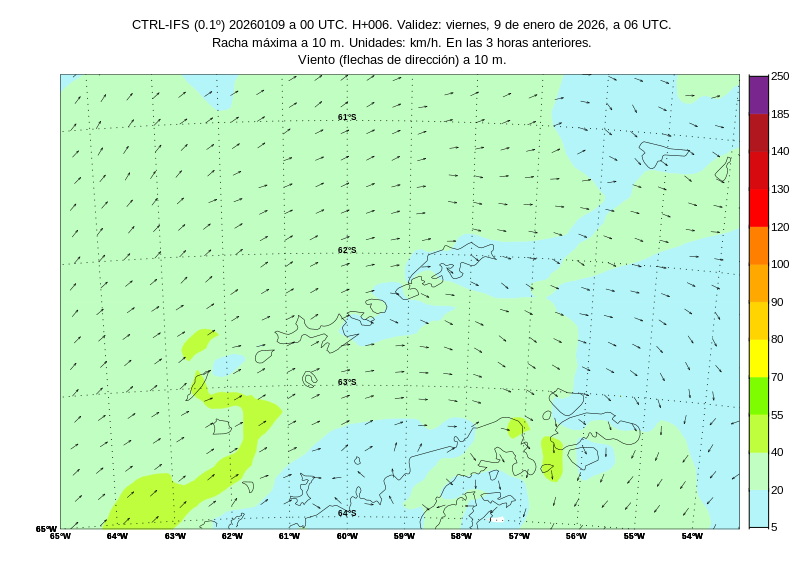 CTRL-IFS (0.1º) 20260109 a 00 UTC. H+006. Validez: viernes, 9 de enero de 2026, a 06 UTC.
Racha máxima a 10 m. Unidades: km/h. En las 3 horas anteriores.
Viento (flechas de dirección) a 10 m.
250
185
140
130
120
100
90
80
70
55
40
20
5
61°S
62°S
63°S
64°S
65°W
65°W 64°W 63°W 62°W 61°W 60°W 59°W 58°W 57°W 56°W 55°W 54°W